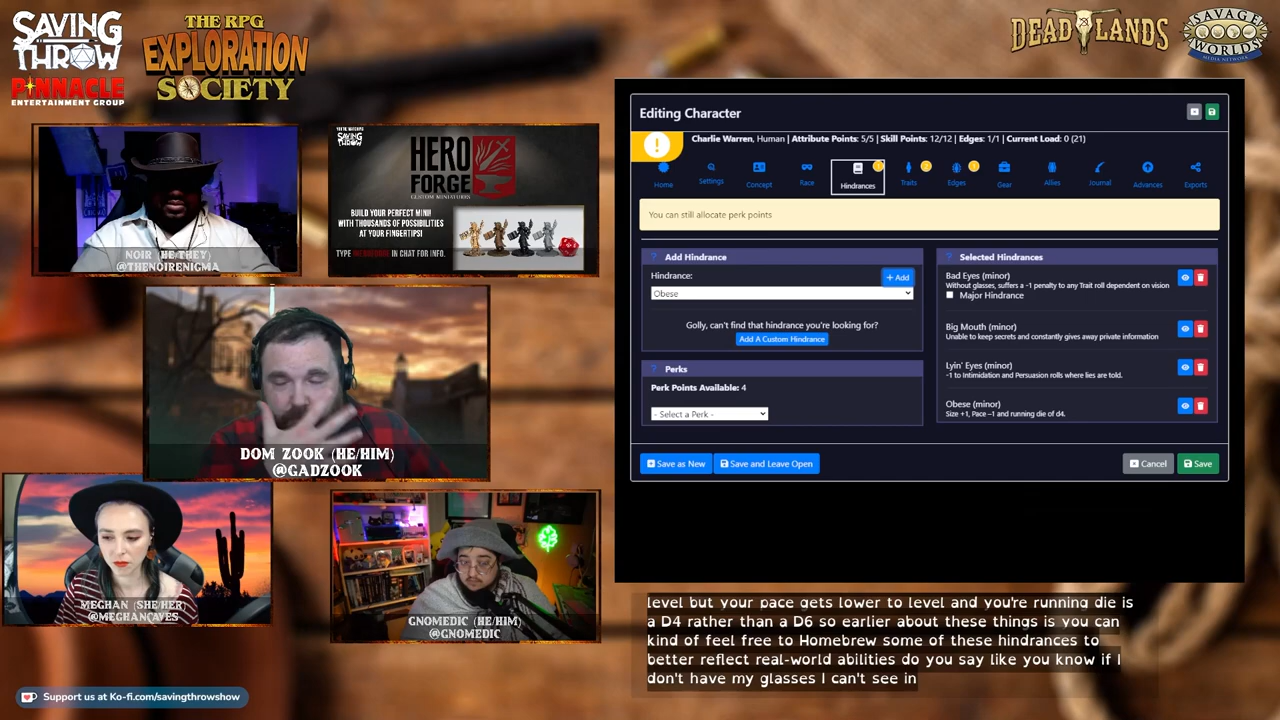 SAVING
THROW
PINNACLE
ENTERTAINMENT GROUP
THE RPG
EXPLORATION
SOCIETY
DEADLANDS
SAVAGE
WORLDS
MEDIA NETWORK
NOIR (HE/THEY)
@THENOIRENIGMA
SAVING
THROW
HERO
FORGE
CUSTOM MINIATURES
BUILD YOUR PERFECT MINI!
WITH THOUSANDS OF POSSIBILITIES
AT YOUR FINGERTIPS!
TYPE IN CHAT FOR INFO.
DOM ZOOK (HE/HIM)
@GADZOOK
MEGHAN (SHE/HER)
@MEGHANCAVES
GNOMEDIC (HE/HIM)
@GNOMEDIC
Support us at Ko-fi.com/savingthrowshow
Editing Character
Charlie Warren, Human | Attribute Points: 5/5 | Skill Points: 12/12 | Edges: 1/1 | Current Load: 0 (21)
Home
Settings
Concept
Race
Hindrances
Traits
Edges
Gear
Allies
Journal
Advances
Exports
You can still allocate perk points
? Add Hindrance
Hindrance:
+ Add
Obese
Golly, can't find that hindrance you're looking for?
Add A Custom Hindrance
? Perks
Perk Points Available: 4
- Select a Perk -
? Selected Hindrances
Bad Eyes (minor)
Without glasses, suffers a -1 penalty to any Trait roll dependent on vision
Major Hindrance
Big Mouth (minor)
Unable to keep secrets and constantly gives away private information
Lyin' Eyes (minor)
-1 to Intimidation and Persuasion rolls where lies are told.
Obese (minor)
Size +1, Pace –1 and running die of d4.
Save as New
Save and Leave Open
Cancel
Save
level but your pace gets lower to level and you're running die is
a D4 rather than a D6 so earlier about these things is you can
kind of feel free to Homebrew some of these hindrances to
better reflect real-world abilities do you say like you know if I
don't have my glasses I can't see in